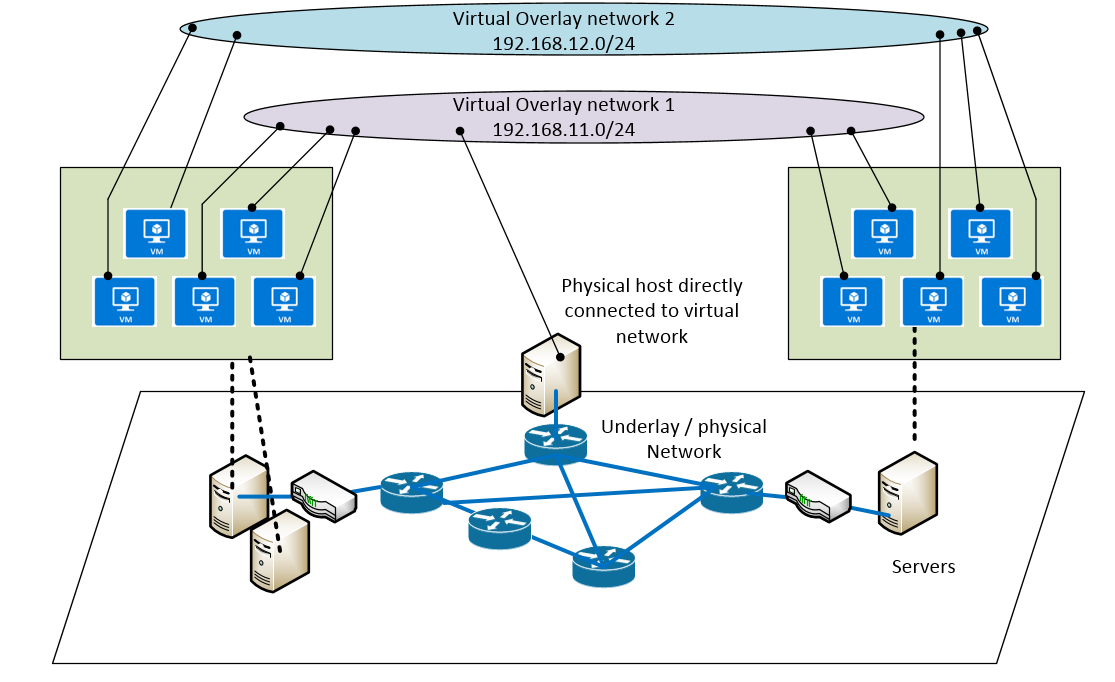 Virtual Overlay network 2
192.168.12.0/24
Virtual Overlay network 1
192.168.11.0/24
VM
VM
VM
VM
VM
VM
VM
VM
VM
VM
Physical host directly
connected to virtual
network
Underlay / physical
Network
Servers